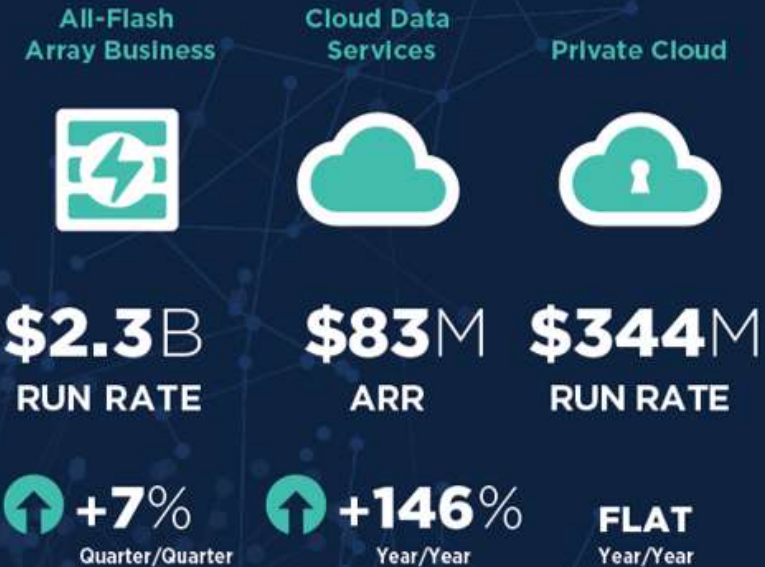 All-Flash
Array Business
$2.3B
RUN RATE
+7%
Quarter/Quarter
Cloud Data
Services
$83M
ARR
+146%
Year/Year
Private Cloud
$344M
RUN RATE
FLAT
Year/Year